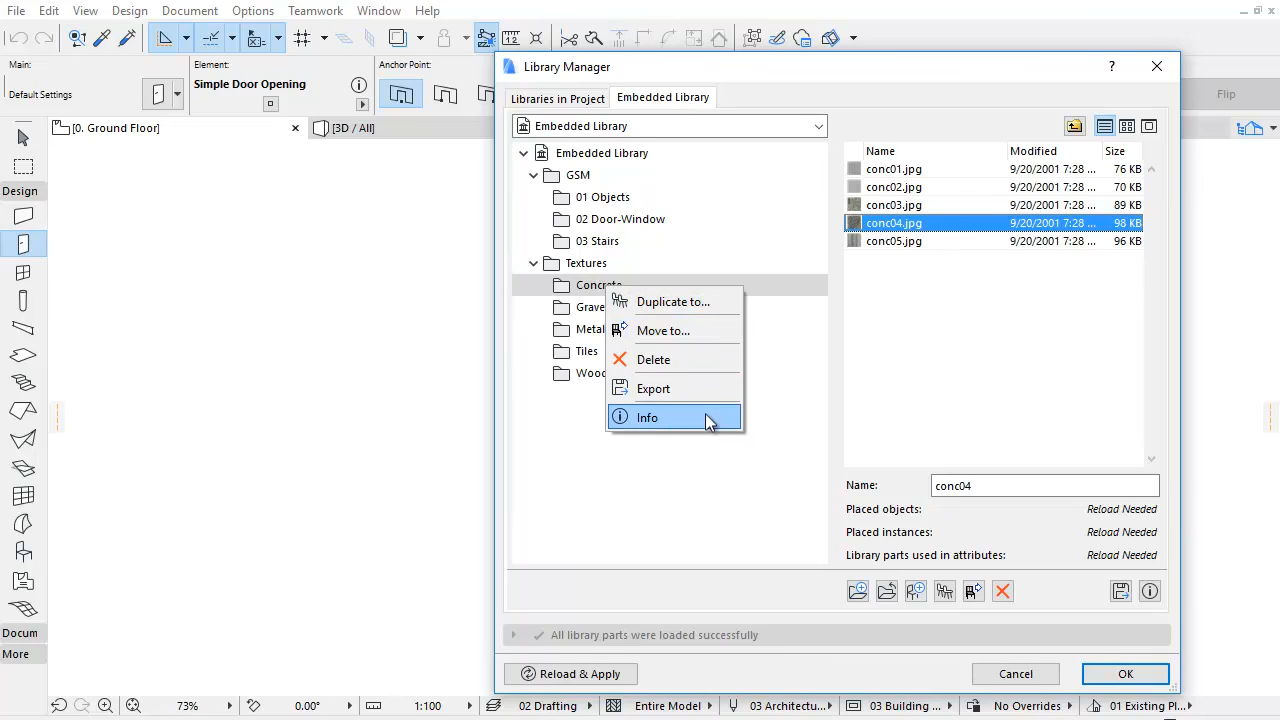 File Edit View Design Document Options Teamwork Window Help
Main:
Default Settings
Element:
Simple Door Opening
Anchor Point:
Flip
[0. Ground Floor]
[3D / All]
Design
Docum
More
Library Manager
?
Libraries in Project
Embedded Library
Embedded Library
Embedded Library
GSM
01 Objects
02 Door-Window
03 Stairs
Textures
Concrete
Grave
Metal
Tiles
Wood
Duplicate to...
Move to...
Delete
Export
Info
Name Modified Size
conc01.jpg 9/20/2001 7:28 ... 76 KB
conc02.jpg 9/20/2001 7:28 ... 70 KB
conc03.jpg 9/20/2001 7:28 ... 89 KB
conc04.jpg 9/20/2001 7:28 ... 98 KB
conc05.jpg 9/20/2001 7:28 ... 96 KB
Name: conc04
Placed objects: Reload Needed
Placed instances: Reload Needed
Library parts used in attributes: Reload Needed
All library parts were loaded successfully
Reload & Apply
Cancel
OK
73% 0.00° 1:100 02 Drafting Entire Model 03 Architectu... 03 Building ... No Overrides 01 Existing Pl...